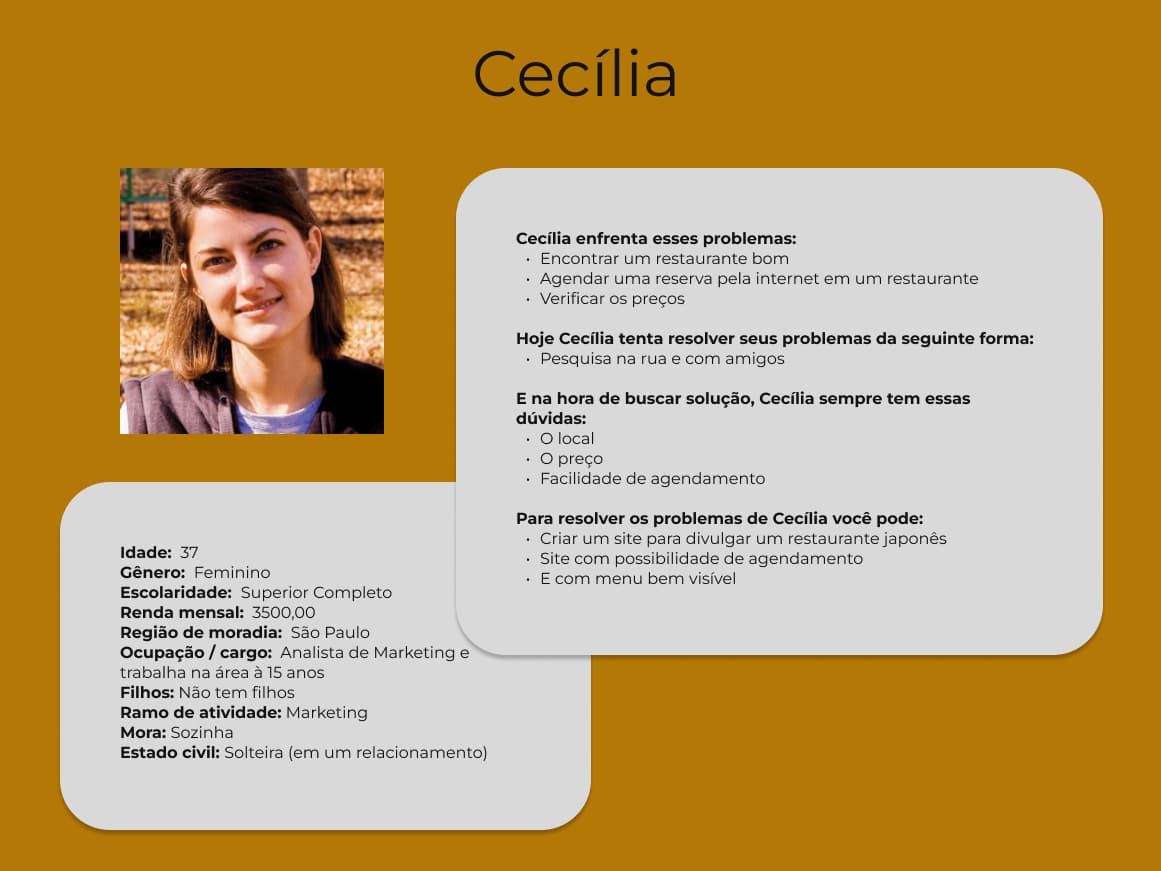 Cecília
Cecília enfrenta esses problemas:
• Encontrar um restaurante bom
• Agendar uma reserva pela internet em um restaurante
• Verificar os preços
Hoje Cecília tenta resolver seus problemas da seguinte forma:
• Pesquisa na rua e com amigos
E na hora de buscar solução, Cecília sempre tem essas
dúvidas:
• O local
• O preço
• Facilidade de agendamento
Para resolver os problemas de Cecília você pode:
• Criar um site para divulgar um restaurante japonês
• Site com possibilidade de agendamento
• E com menu bem visível
Idade: 37
Gênero: Feminino
Escolaridade: Superior Completo
Renda mensal: 3500,00
Região de moradia: São Paulo
Ocupação / cargo: Analista de Marketing e
trabalha na área à 15 anos
Filhos: Não tem filhos
Ramo de atividade: Marketing
Mora: Sozinha
Estado civil: Solteira (em um relacionamento)